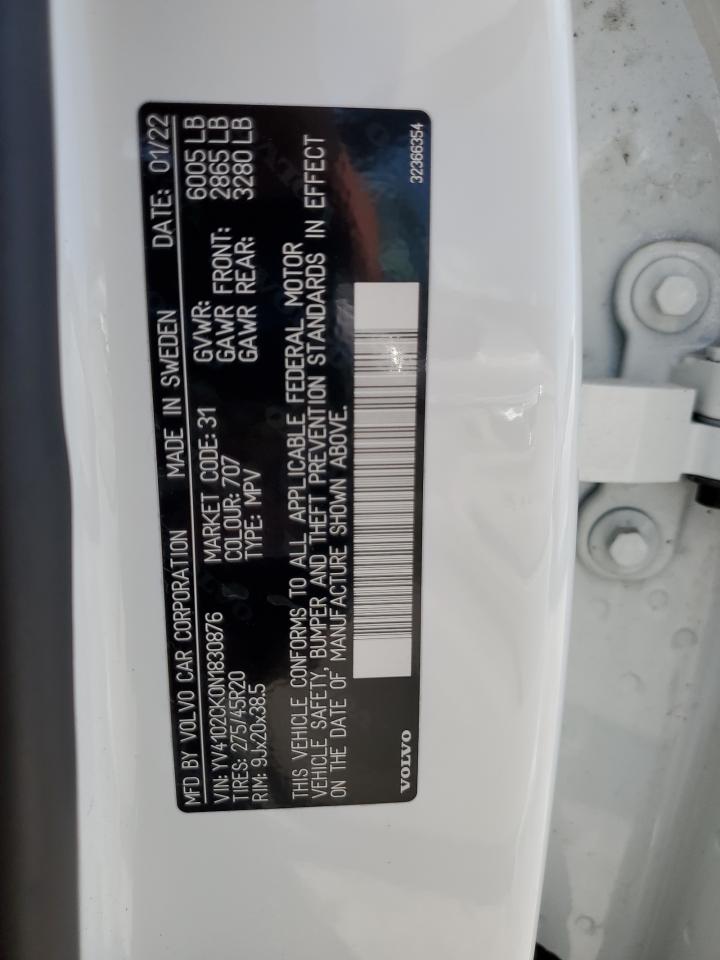 MFD BY VOLVO CAR CORPORATION MADE IN SWEDEN DATE: 01/22
VIN: YV4102CK0M1830876
TIRES: 275/45R20
RIM: 9Jx20x38.5
MARKET CODE: 31
COLOUR: 707
TYPE: MPV
GVWR: 6005 LB
GAWR FRONT: 2865 LB
GAWR REAR: 3280 LB
THIS VEHICLE CONFORMS TO ALL APPLICABLE FEDERAL MOTOR
VEHICLE SAFETY, BUMPER AND THEFT PREVENTION STANDARDS IN EFFECT
ON THE DATE OF MANUFACTURE SHOWN ABOVE.
VOLVO
32366354